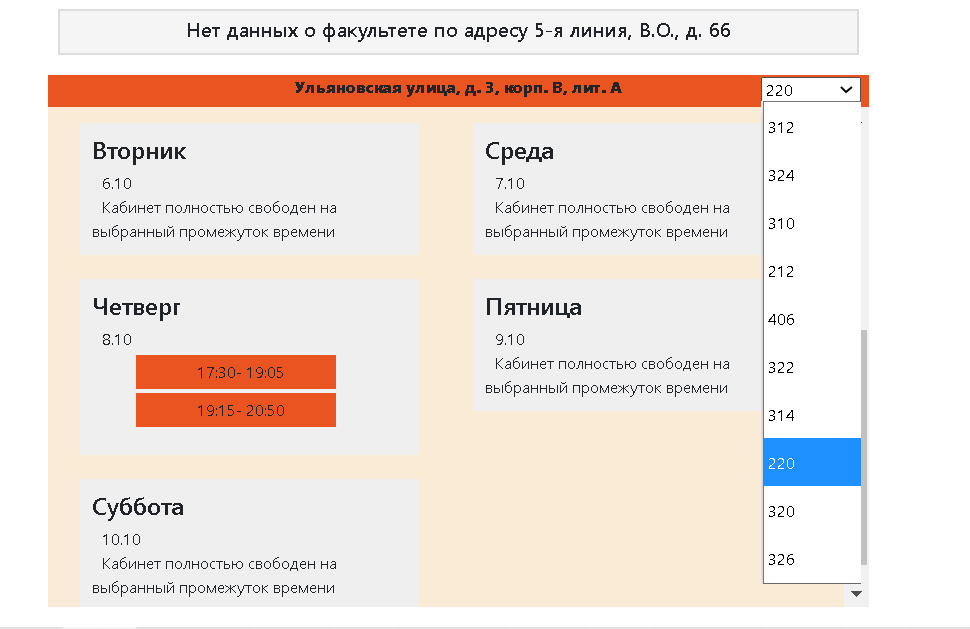 Нет данных о факультете по адресу 5-я линия, В.О., д. 66
Ульяновская улица, д. 3, корп. В, лит. А
220
Вторник
6.10
Кабинет полностью свободен на
выбранный промежуток времени
Среда
7.10
Кабинет полностью свободен на
выбранный промежуток времени
Четверг
8.10
17:30- 19:05
19:15- 20:50
Пятница
9.10
Кабинет полностью свободен на
выбранный промежуток времени
Суббота
10.10
Кабинет полностью свободен на
выбранный промежуток времени
312
324
310
212
406
322
314
220
320
326